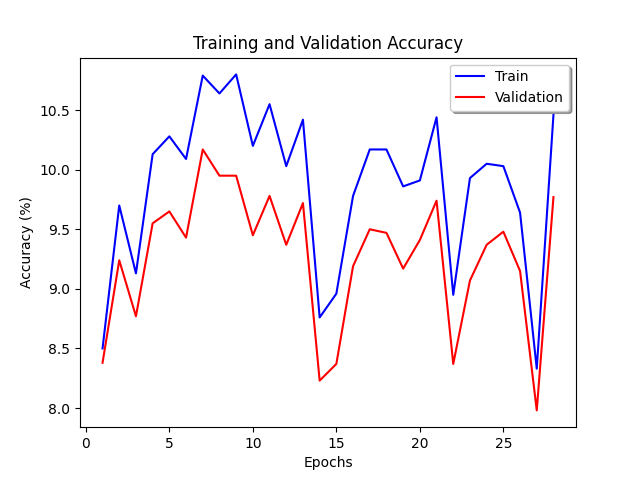 Training and Validation Accuracy
Train
Validation
Accuracy (%)
10.5
10.0
9.5
9.0
8.5
8.0
0 5 10 15 20 25
Epochs